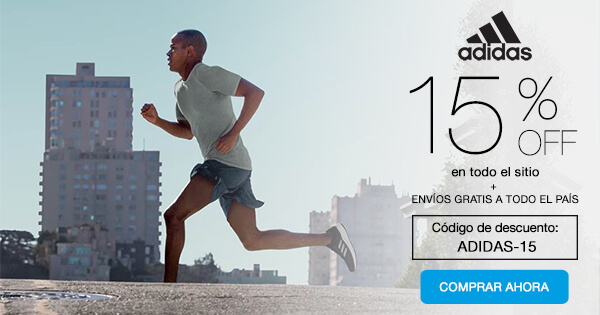 adidas
15%
OFF
en todo el sitio
+
ENVÍOS GRATIS A TODO EL PAÍS
Código de descuento:
ADIDAS-15
COMPRAR AHORA